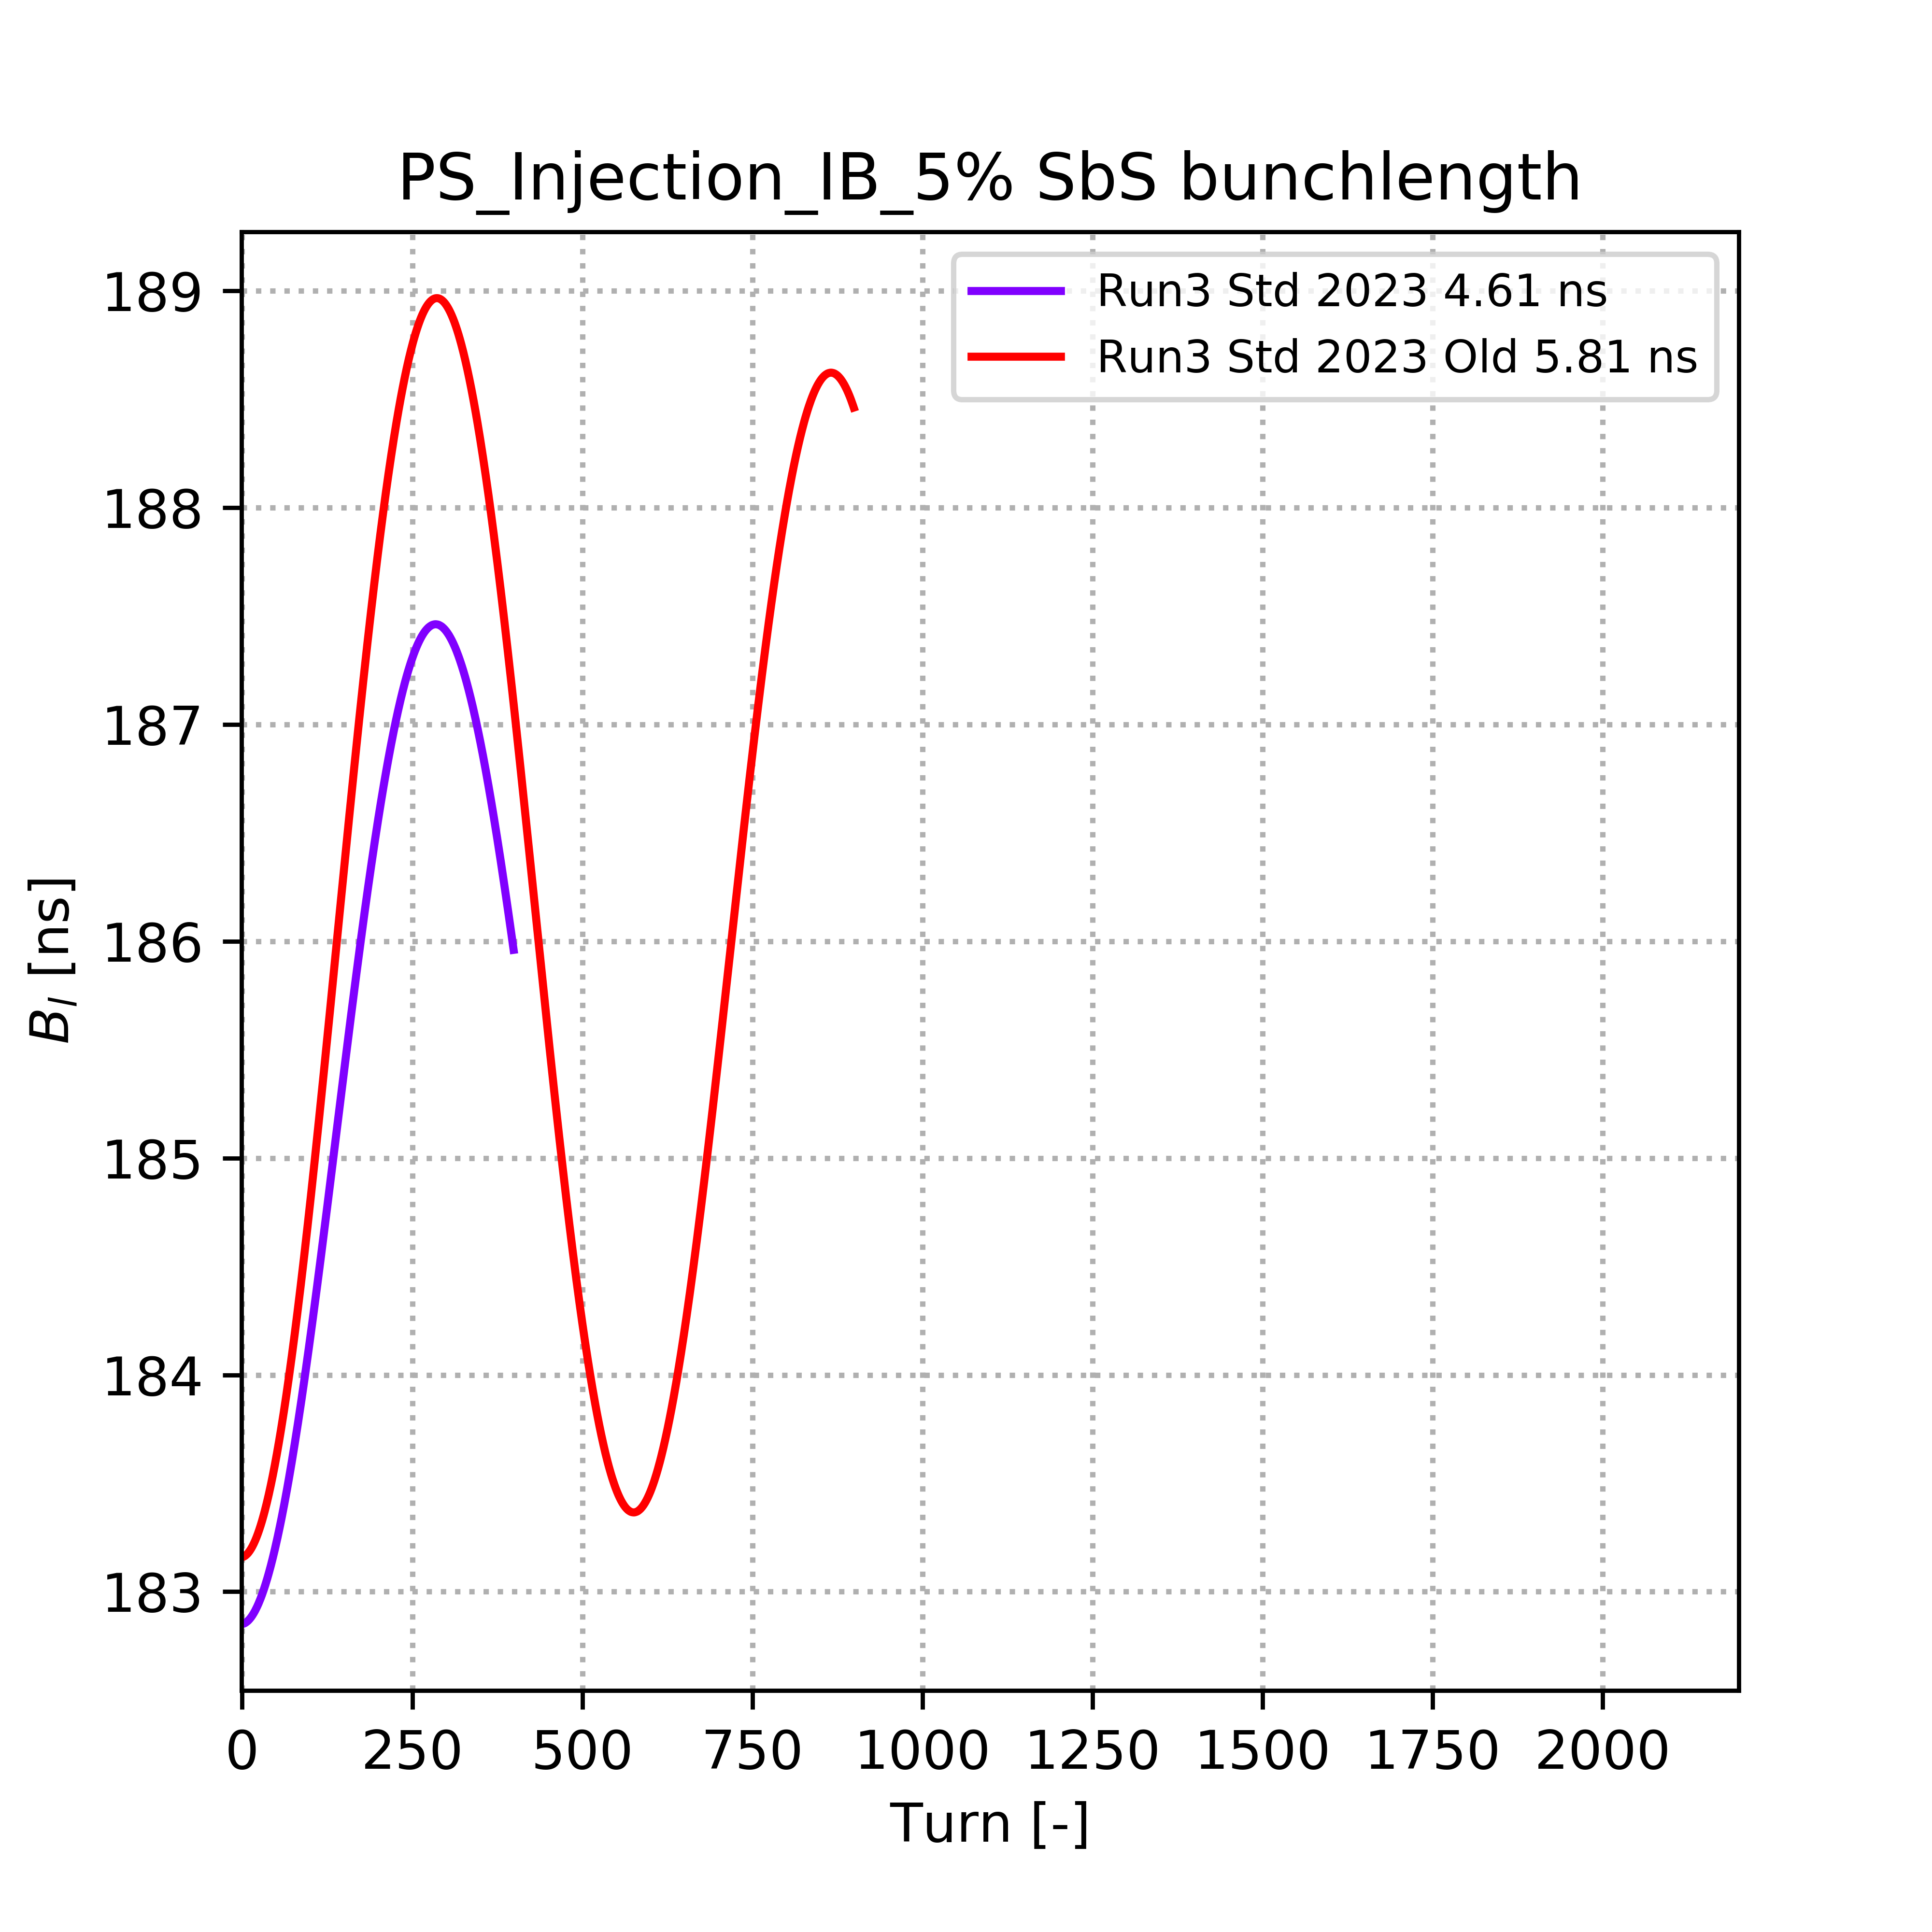 PS_Injection_IB_5% SbS bunchlength
Run3 Std 2023 4.61 ns
Run3 Std 2023 Old 5.81 ns
189
188
187
186
185
184
183
B_l [ns]
0 250 500 750 1000 1250 1500 1750 2000
Turn [-]